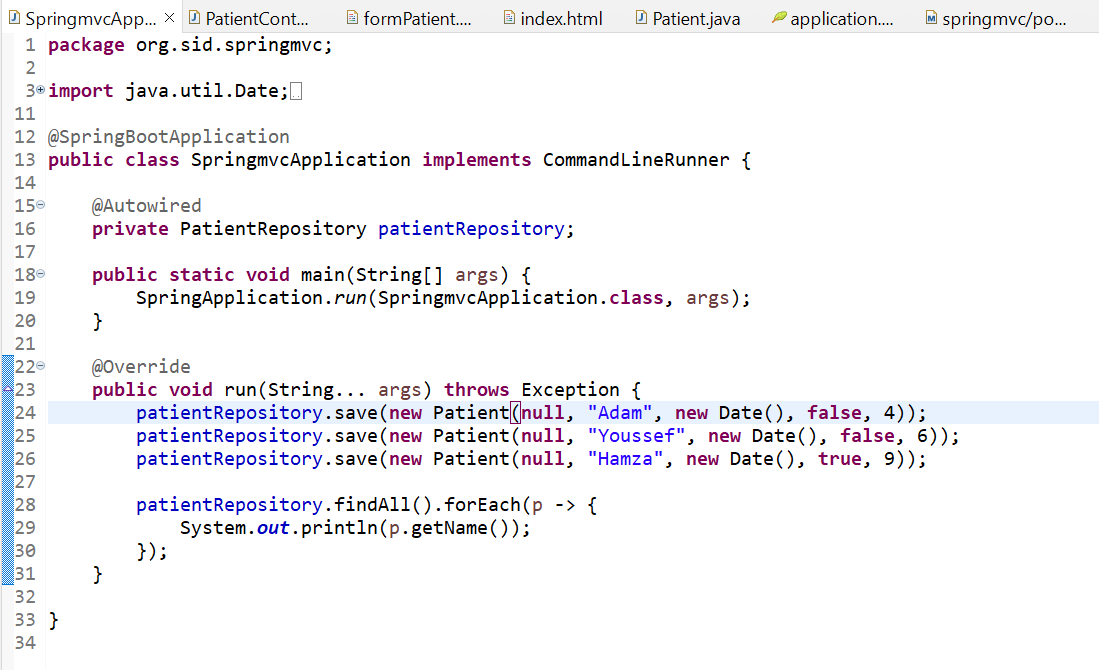 SpringmvcApp... PatientCont... formPatient.... index.html Patient.java application.... springmvc/po...
1 package org.sid.springmvc;
2
3 import java.util.Date;
11
12 @SpringBootApplication
13 public class SpringmvcApplication implements CommandLineRunner {
14
15 @Autowired
16 private PatientRepository patientRepository;
17
18 public static void main(String[] args) {
19 SpringApplication.run(SpringmvcApplication.class, args);
20 }
21
22 @Override
23 public void run(String... args) throws Exception {
24 patientRepository.save(new Patient(null, "Adam", new Date(), false, 4));
25 patientRepository.save(new Patient(null, "Youssef", new Date(), false, 6));
26 patientRepository.save(new Patient(null, "Hamza", new Date(), true, 9));
27
28 patientRepository.findAll().forEach(p -> {
29 System.out.println(p.getName());
30 });
31 }
32
33 }
34